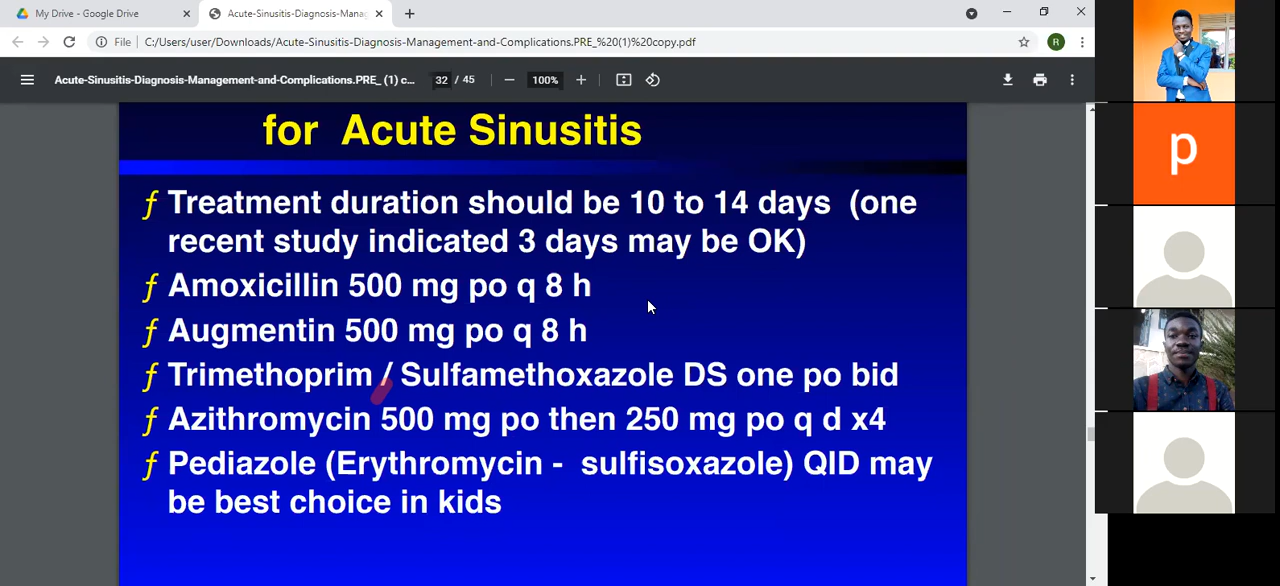 My Drive - Google Drive
Acute-Sinusitis-Diagnosis-Manag
File
C:/Users/user/Downloads/Acute-Sinusitis-Diagnosis-Management-and-Complications.PRE_%20(1)%20copy.pdf
R
Acute-Sinusitis-Diagnosis-Management-and-Complications.PRE_ (1) c...
32 / 45
100%
for Acute Sinusitis
ƒ Treatment duration should be 10 to 14 days (one
recent study indicated 3 days may be OK)
ƒ Amoxicillin 500 mg po q 8 h
ƒ Augmentin 500 mg po q 8 h
ƒ Trimethoprim / Sulfamethoxazole DS one po bid
ƒ Azithromycin 500 mg po then 250 mg po q d x4
ƒ Pediazole (Erythromycin - sulfisoxazole) QID may
be best choice in kids
p